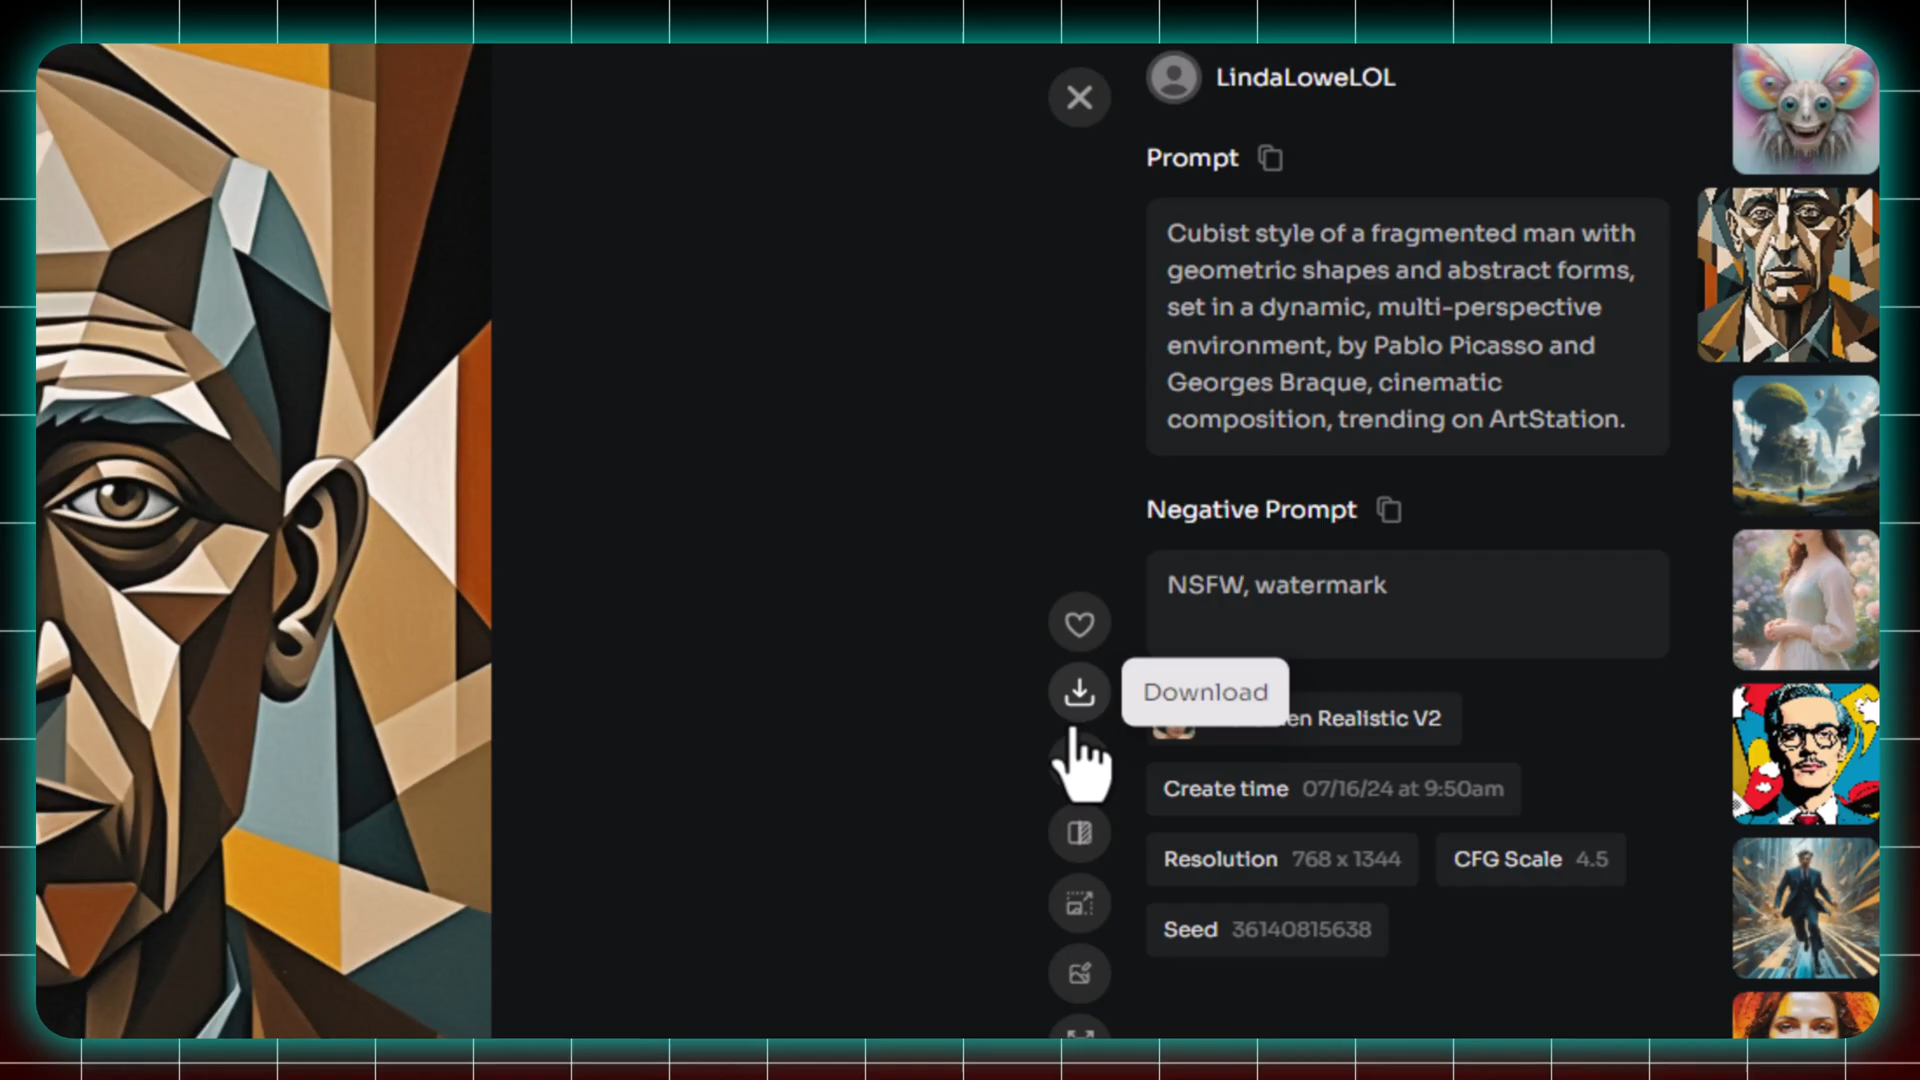 LindaLoweLOL
Prompt
Cubist style of a fragmented man with
geometric shapes and abstract forms,
set in a dynamic, multi-perspective
environment, by Pablo Picasso and
Georges Braque, cinematic
composition, trending on ArtStation.
Negative Prompt
NSFW, watermark
Download
en Realistic V2
Create time 07/16/24 at 9:50am
Resolution 768 x 1344 CFG Scale 4.5
Seed 36140815638